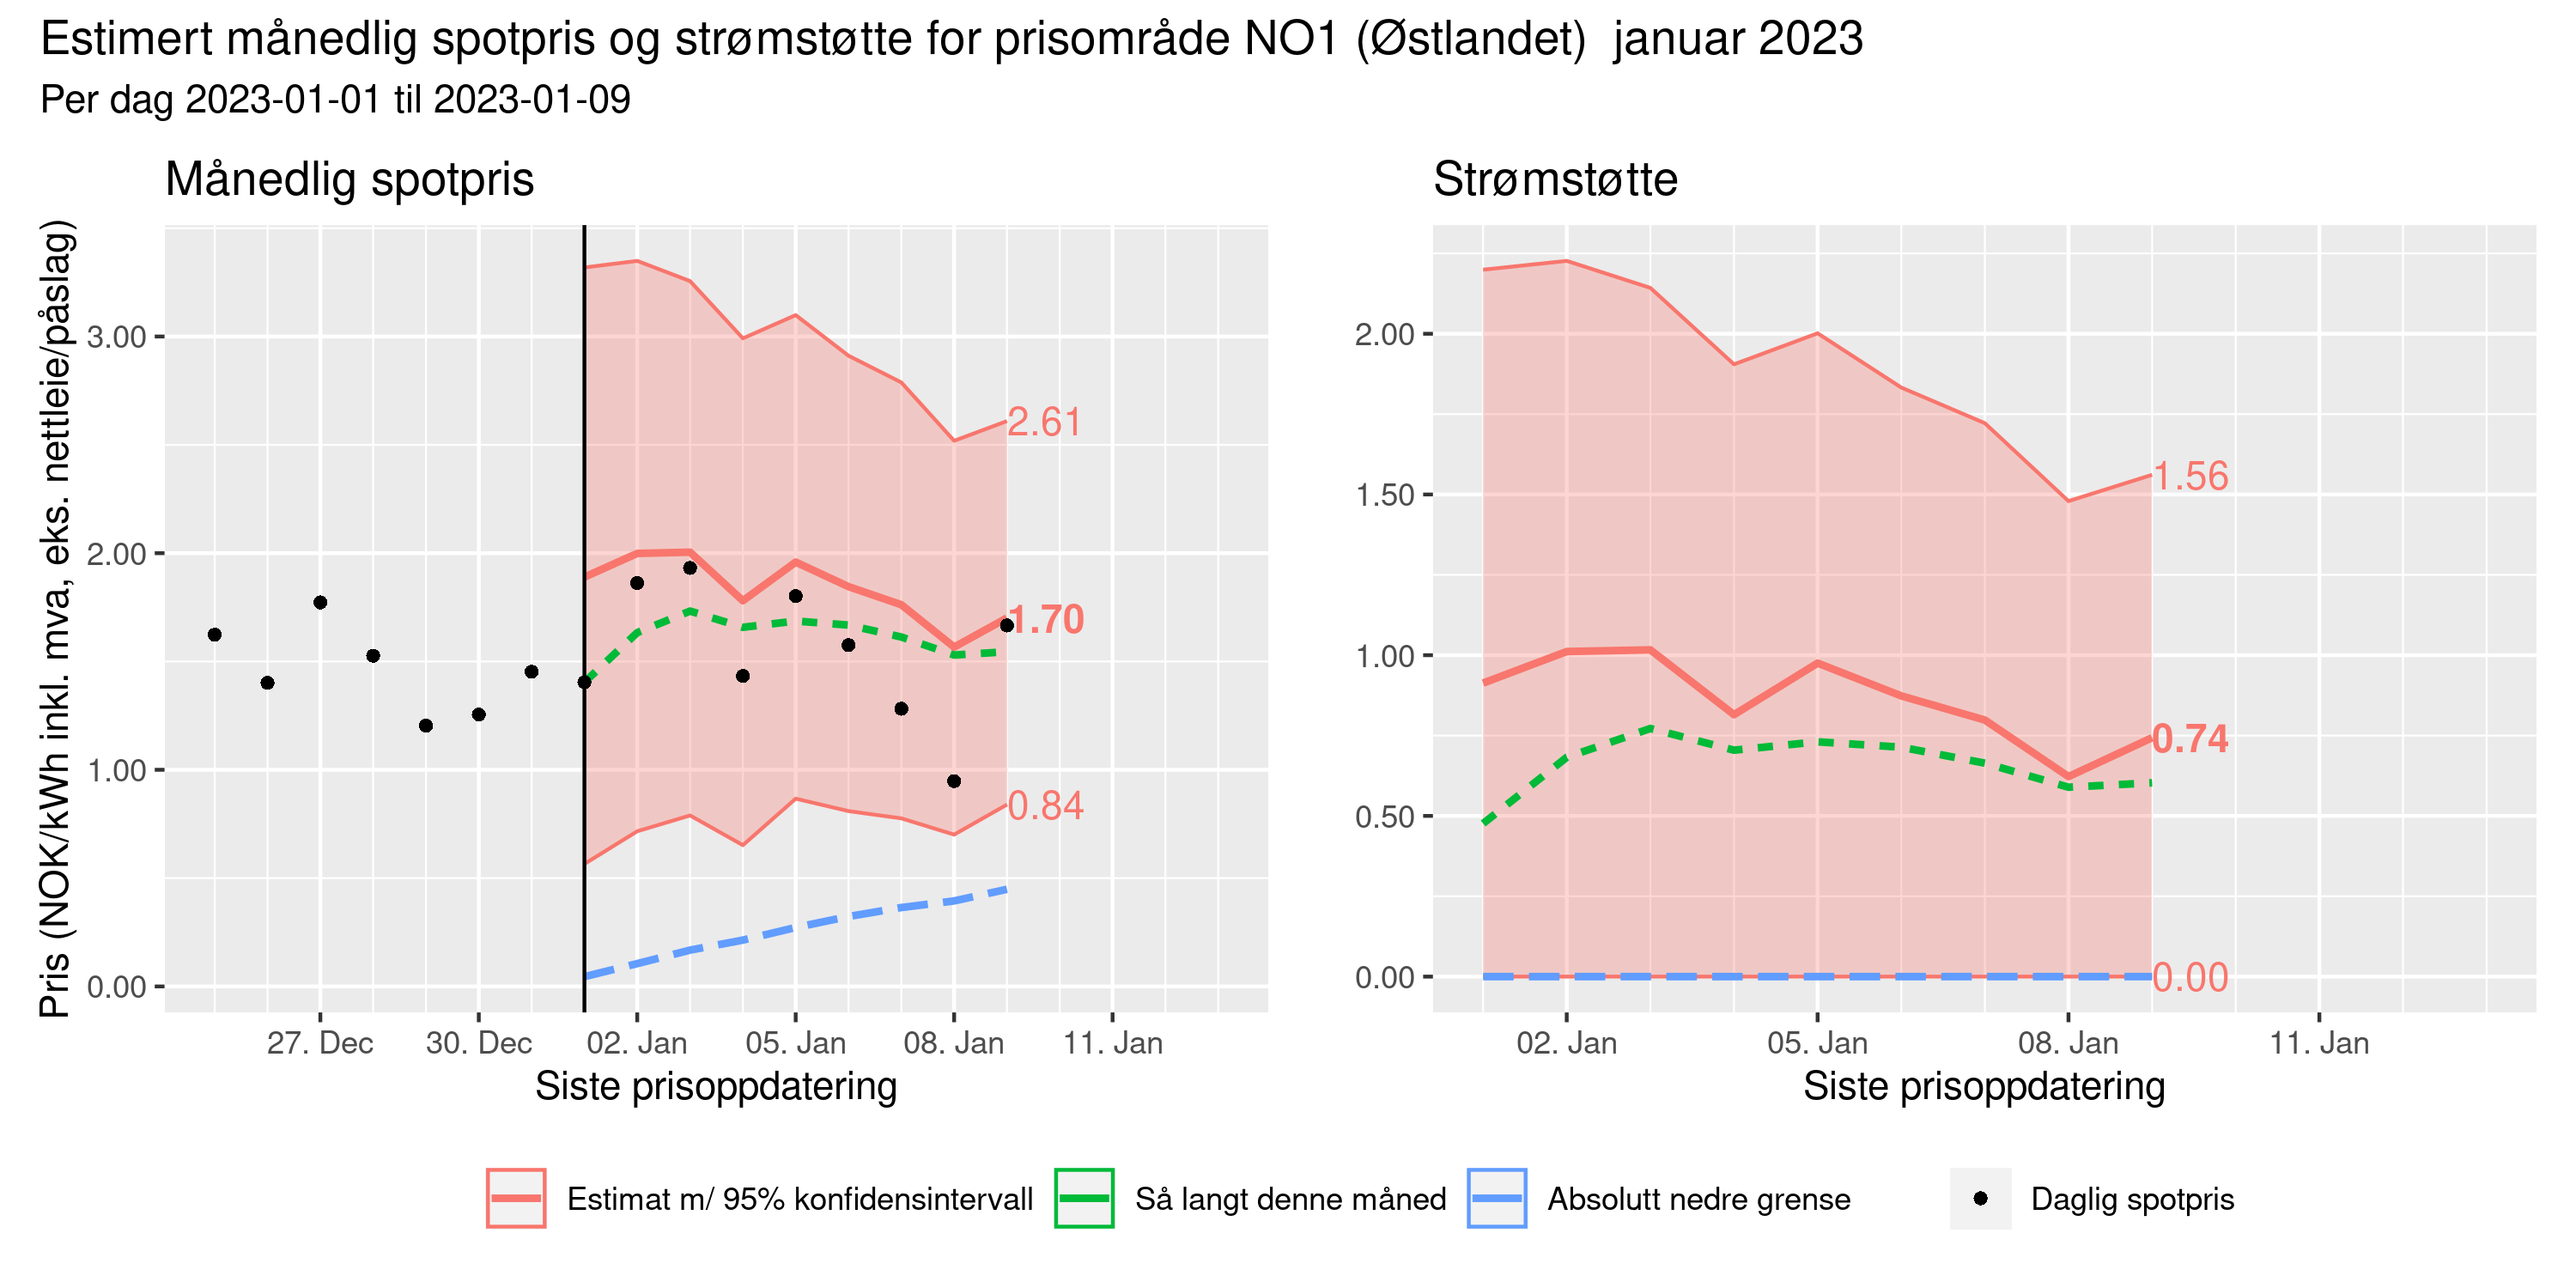 Estimert månedlig spotpris og strømstøtte for prisområde NO1 (Østlandet)  januar 2023
Per dag 2023-01-01 til 2023-01-09
Månedlig spotpris
Pris (NOK/kWh inkl. mva, eks. nettleie/påslag)
3.00
2.00
1.00
0.00
2.61
1.70
0.84
27. Dec
30. Dec
02. Jan
05. Jan
08. Jan
11. Jan
Siste prisoppdatering
Strømstøtte
2.00
1.50
1.00
0.50
0.00
1.56
0.74
0.00
02. Jan
05. Jan
08. Jan
11. Jan
Siste prisoppdatering
Estimat m/ 95% konfidensintervall
Så langt denne måned
Absolutt nedre grense
Daglig spotpris